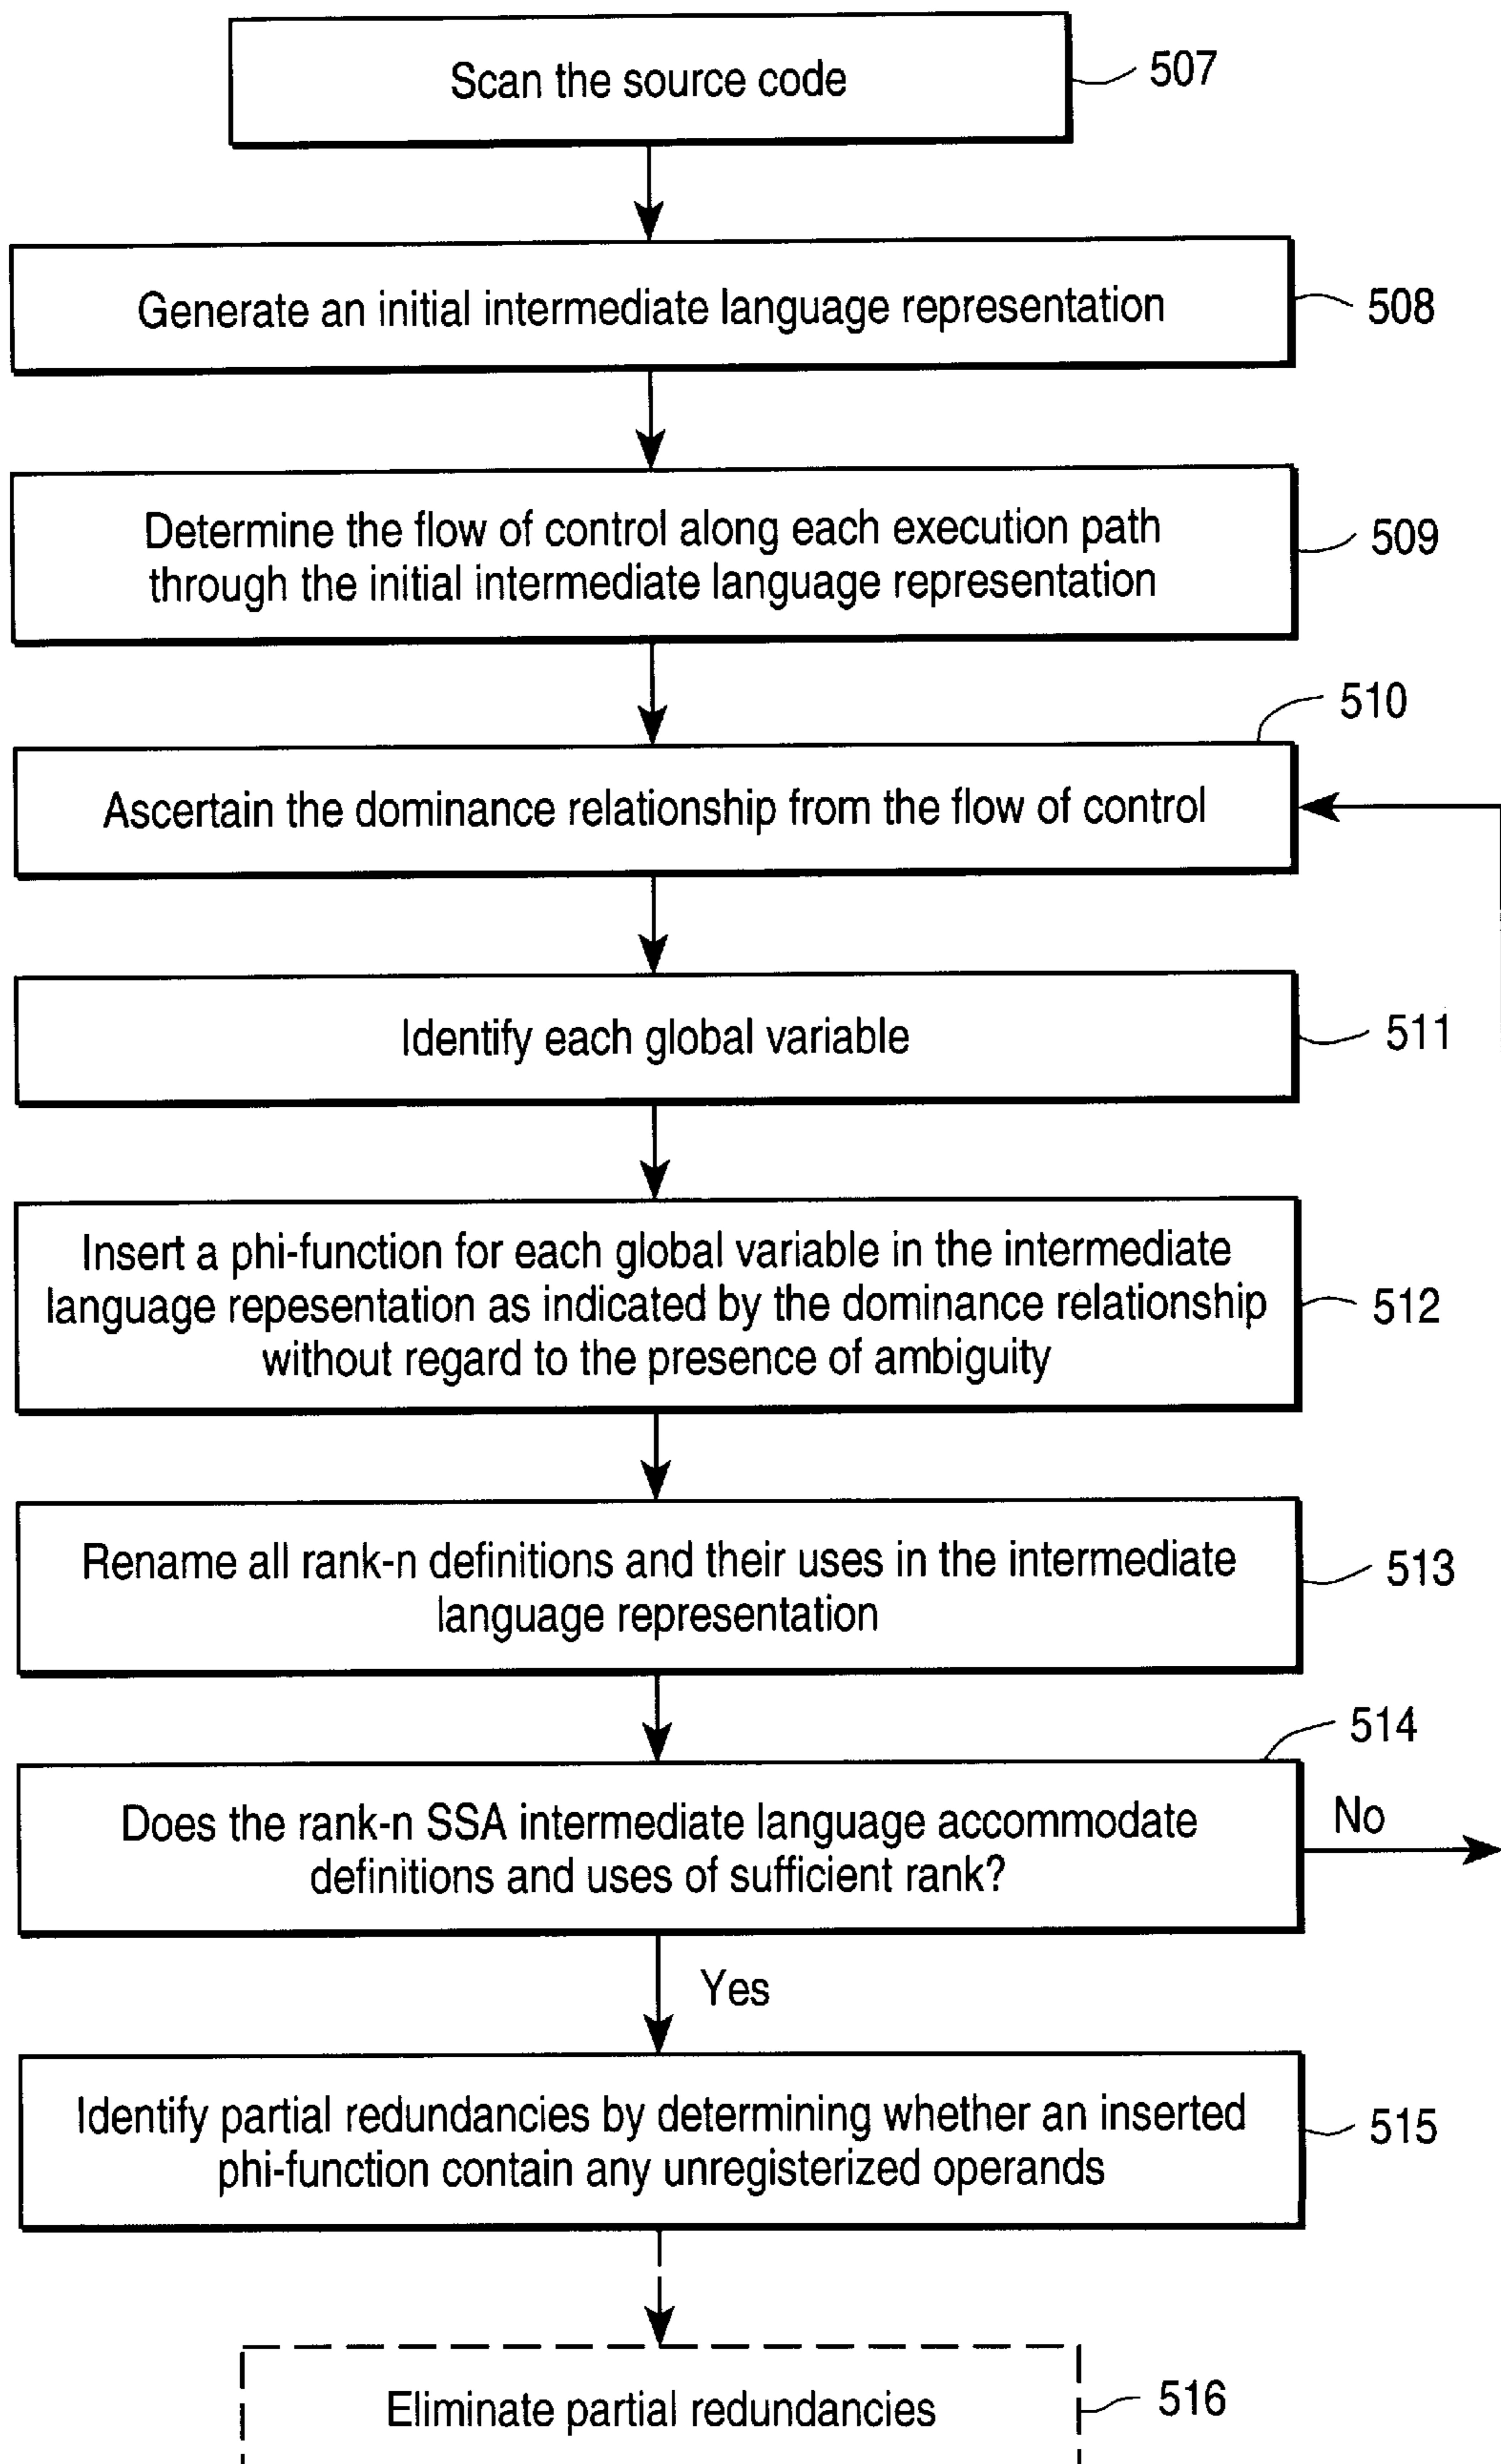 Scan the source code
507
Generate an initial intermediate language representation
508
Determine the flow of control along each execution path
through the initial intermediate language representation
509
510
Ascertain the dominance relationship from the flow of control
Identify each global variable
511
Insert a phi-function for each global variable in the intermediate
language repesentation as indicated by the dominance relationship
without regard to the presence of ambiguity
512
Rename all rank-n definitions and their uses in the intermediate
language representation
513
514
Does the rank-n SSA intermediate language accommodate
definitions and uses of sufficient rank?
No
Yes
Identify partial redundancies by determining whether an inserted
phi-function contain any unregisterized operands
515
Eliminate partial redundancies
516